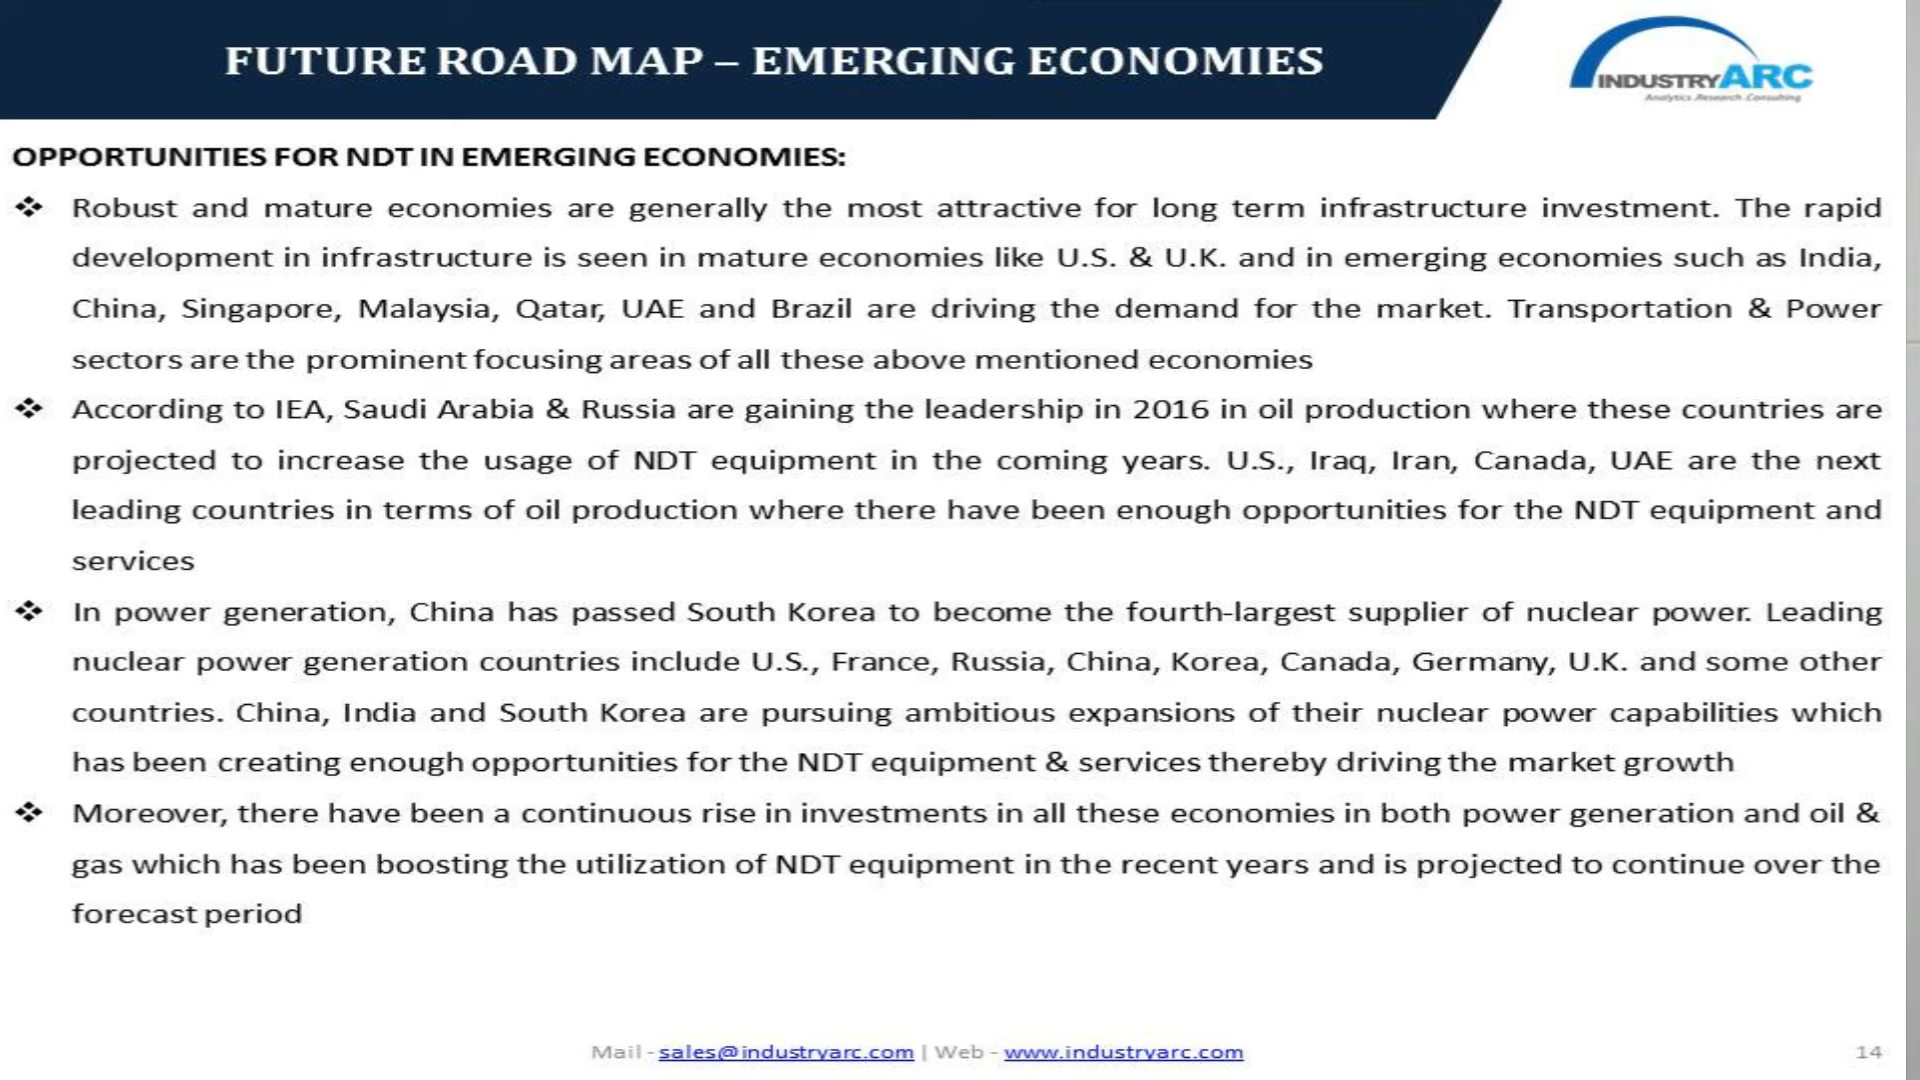 FUTURE ROAD MAP – EMERGING ECONOMIES
INDUSTRYARC
Analytics.Research.Consulting
OPPORTUNITIES FOR NDT IN EMERGING ECONOMIES:
❖ Robust and mature economies are generally the most attractive for long term infrastructure investment. The rapid
development in infrastructure is seen in mature economies like U.S. & U.K. and in emerging economies such as India,
China, Singapore, Malaysia, Qatar, UAE and Brazil are driving the demand for the market. Transportation & Power
sectors are the prominent focusing areas of all these above mentioned economies
❖ According to IEA, Saudi Arabia & Russia are gaining the leadership in 2016 in oil production where these countries are
projected to increase the usage of NDT equipment in the coming years. U.S., Iraq, Iran, Canada, UAE are the next
leading countries in terms of oil production where there have been enough opportunities for the NDT equipment and
services
❖ In power generation, China has passed South Korea to become the fourth-largest supplier of nuclear power. Leading
nuclear power generation countries include U.S., France, Russia, China, Korea, Canada, Germany, U.K. and some other
countries. China, India and South Korea are pursuing ambitious expansions of their nuclear power capabilities which
has been creating enough opportunities for the NDT equipment & services thereby driving the market growth
❖ Moreover, there have been a continuous rise in investments in all these economies in both power generation and oil &
gas which has been boosting the utilization of NDT equipment in the recent years and is projected to continue over the
forecast period
Mail - sales@industryarc.com | Web - www.industryarc.com
14